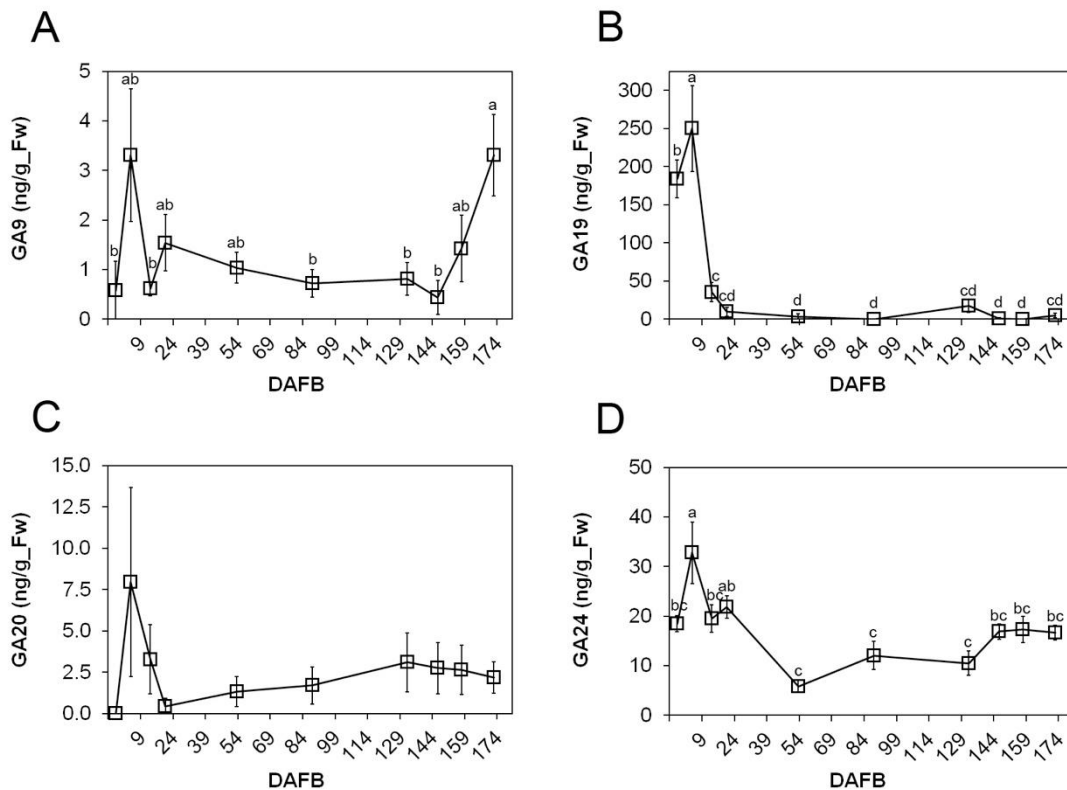 A
GA9 (ng/g_Fw)
5
4
3
2
1
0
b ab b ab ab b b b ab a
9 24 39 54 69 84 99 114 129 144 159 174
DAFB
B
GA19 (ng/g_Fw)
300
250
200
150
100
50
0
b a c cd d d cd d d cd
9 24 39 54 69 84 99 114 129 144 159 174
DAFB
C
GA20 (ng/g_Fw)
15.0
12.5
10.0
7.5
5.0
2.5
0.0
9 24 39 54 69 84 99 114 129 144 159 174
DAFB
D
GA24 (ng/g_Fw)
50
40
30
20
10
0
bc a bc ab c c c bc bc bc
9 24 39 54 69 84 99 114 129 144 159 174
DAFB